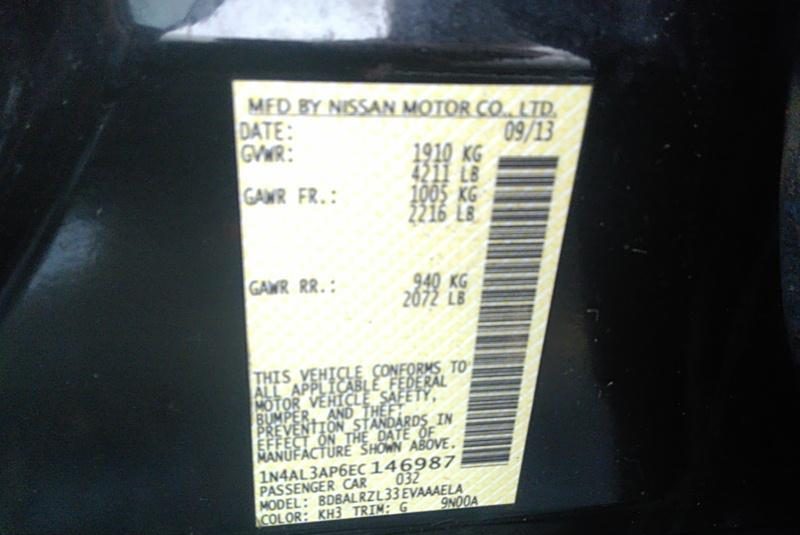 MFD BY NISSAN MOTOR CO., LTD.
DATE: 09/13
GVWR: 1910 KG
4211 LB
GAWR FR.: 1005 KG
2216 LB
GAWR RR.: 940 KG
2072 LB
THIS VEHICLE CONFORMS TO
ALL APPLICABLE FEDERAL
MOTOR VEHICLE SAFETY,
BUMPER, AND THEFT
PREVENTION STANDARDS IN
EFFECT ON THE DATE OF
MANUFACTURE SHOWN ABOVE.
1N4AL3AP6EC146987
PASSENGER CAR 032
MODEL: BDBALRZL33EVAAAELA
COLOR: KH3 TRIM: G 9N00A